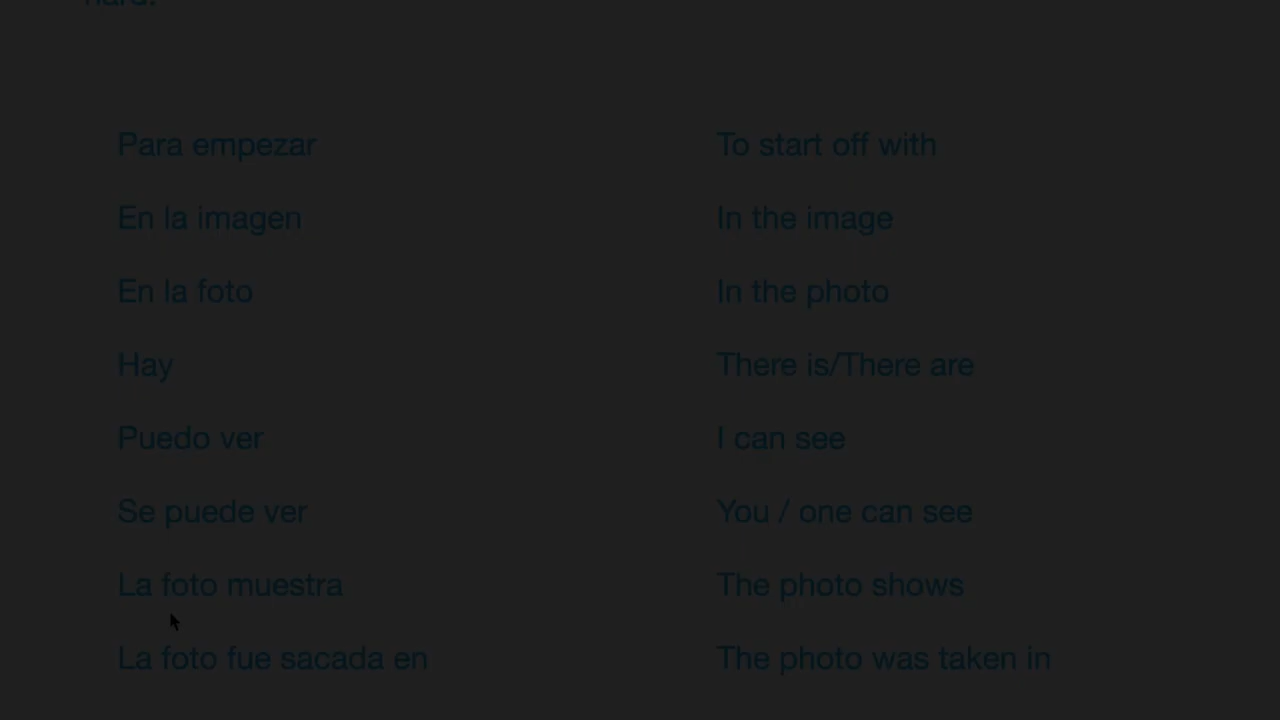 hard.
Para empezar To start off with
En la imagen In the image
En la foto In the photo
Hay There is/There are
Puedo ver I can see
Se puede ver You / one can see
La foto muestra The photo shows
La foto fue sacada en The photo was taken in